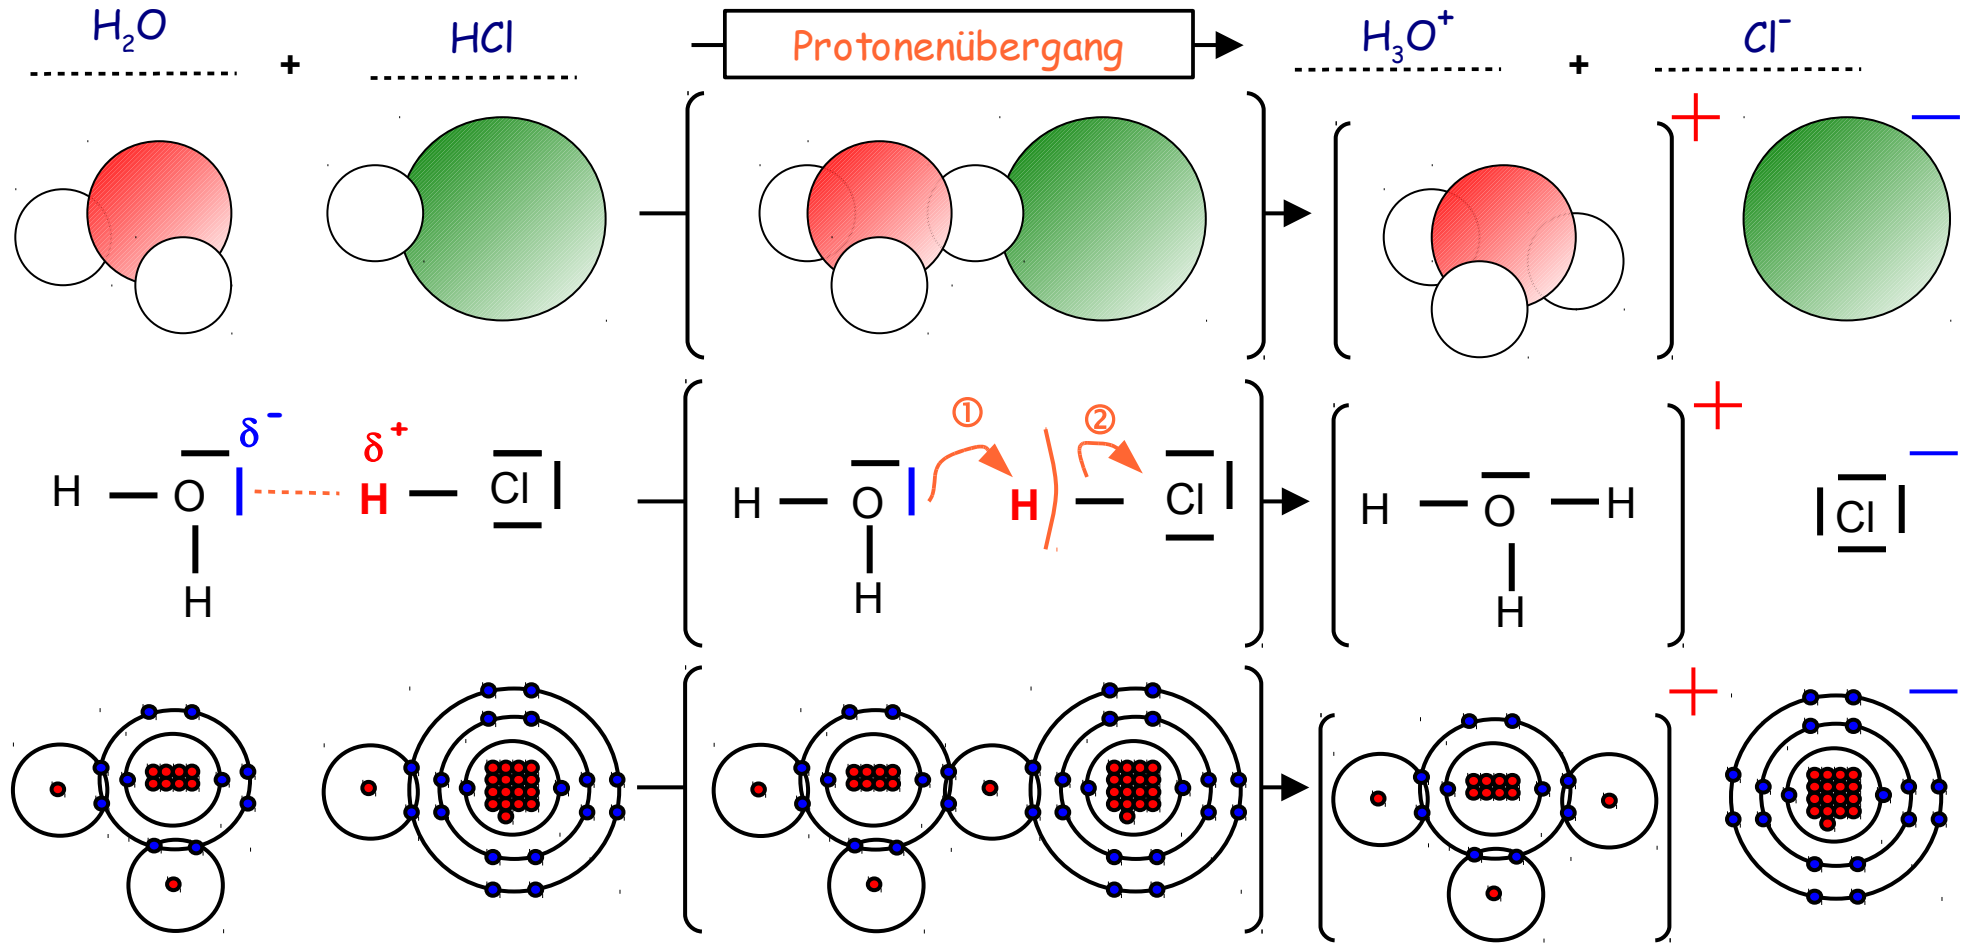 H₂O + HCl Protonenübergang H₃O⁺ + Cl⁻
+ −
δ⁻ δ⁺ ① ② +
−
H O H Cl H O H Cl H O H Cl
H H H
+ −